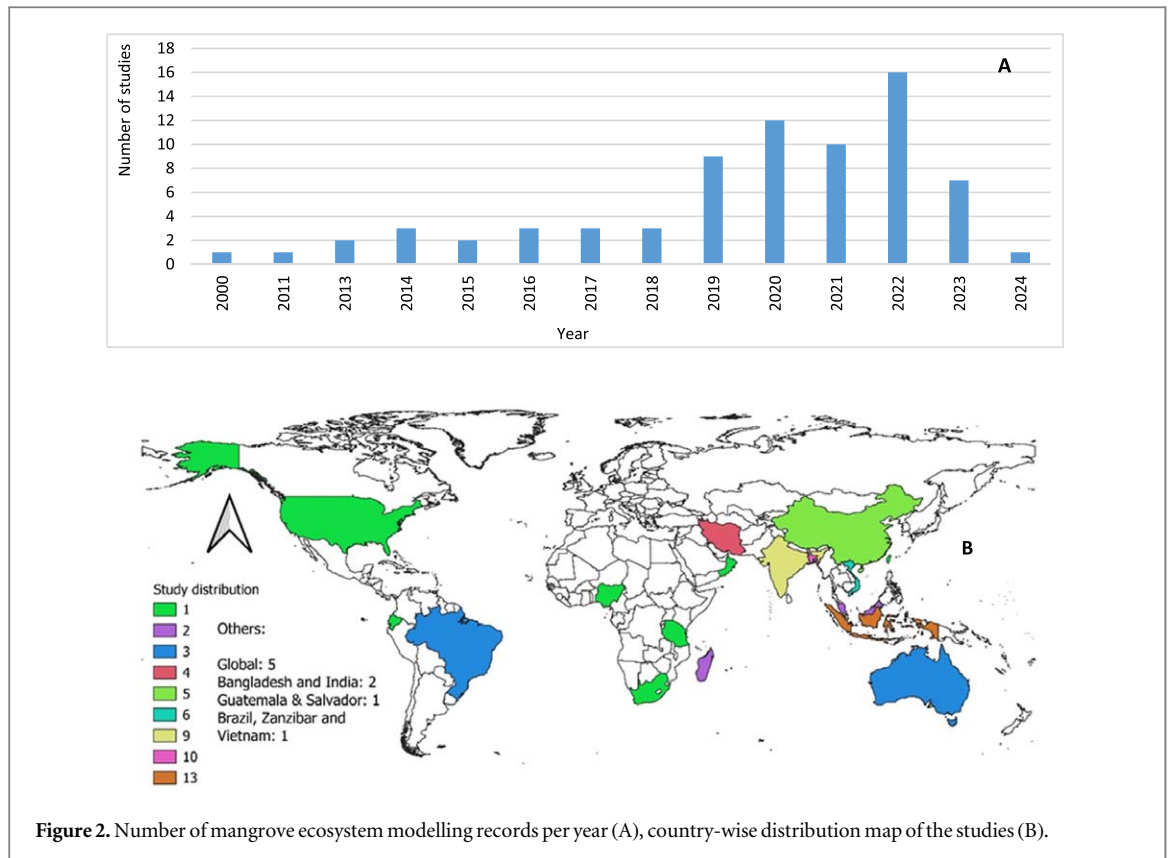 A
Number of studies
18
16
14
12
10
8
6
4
2
0
2000 2011 2013 2014 2015 2016 2017 2018 2019 2020 2021 2022 2023 2024
Year
B
Study distribution
1
2
3
4
5
6
9
10
13
Others:
Global: 5
Bangladesh and India: 2
Guatemala & Salvador: 1
Brazil, Zanzibar and
Vietnam: 1
Figure 2. Number of mangrove ecosystem modelling records per year (A), country-wise distribution map of the studies (B).